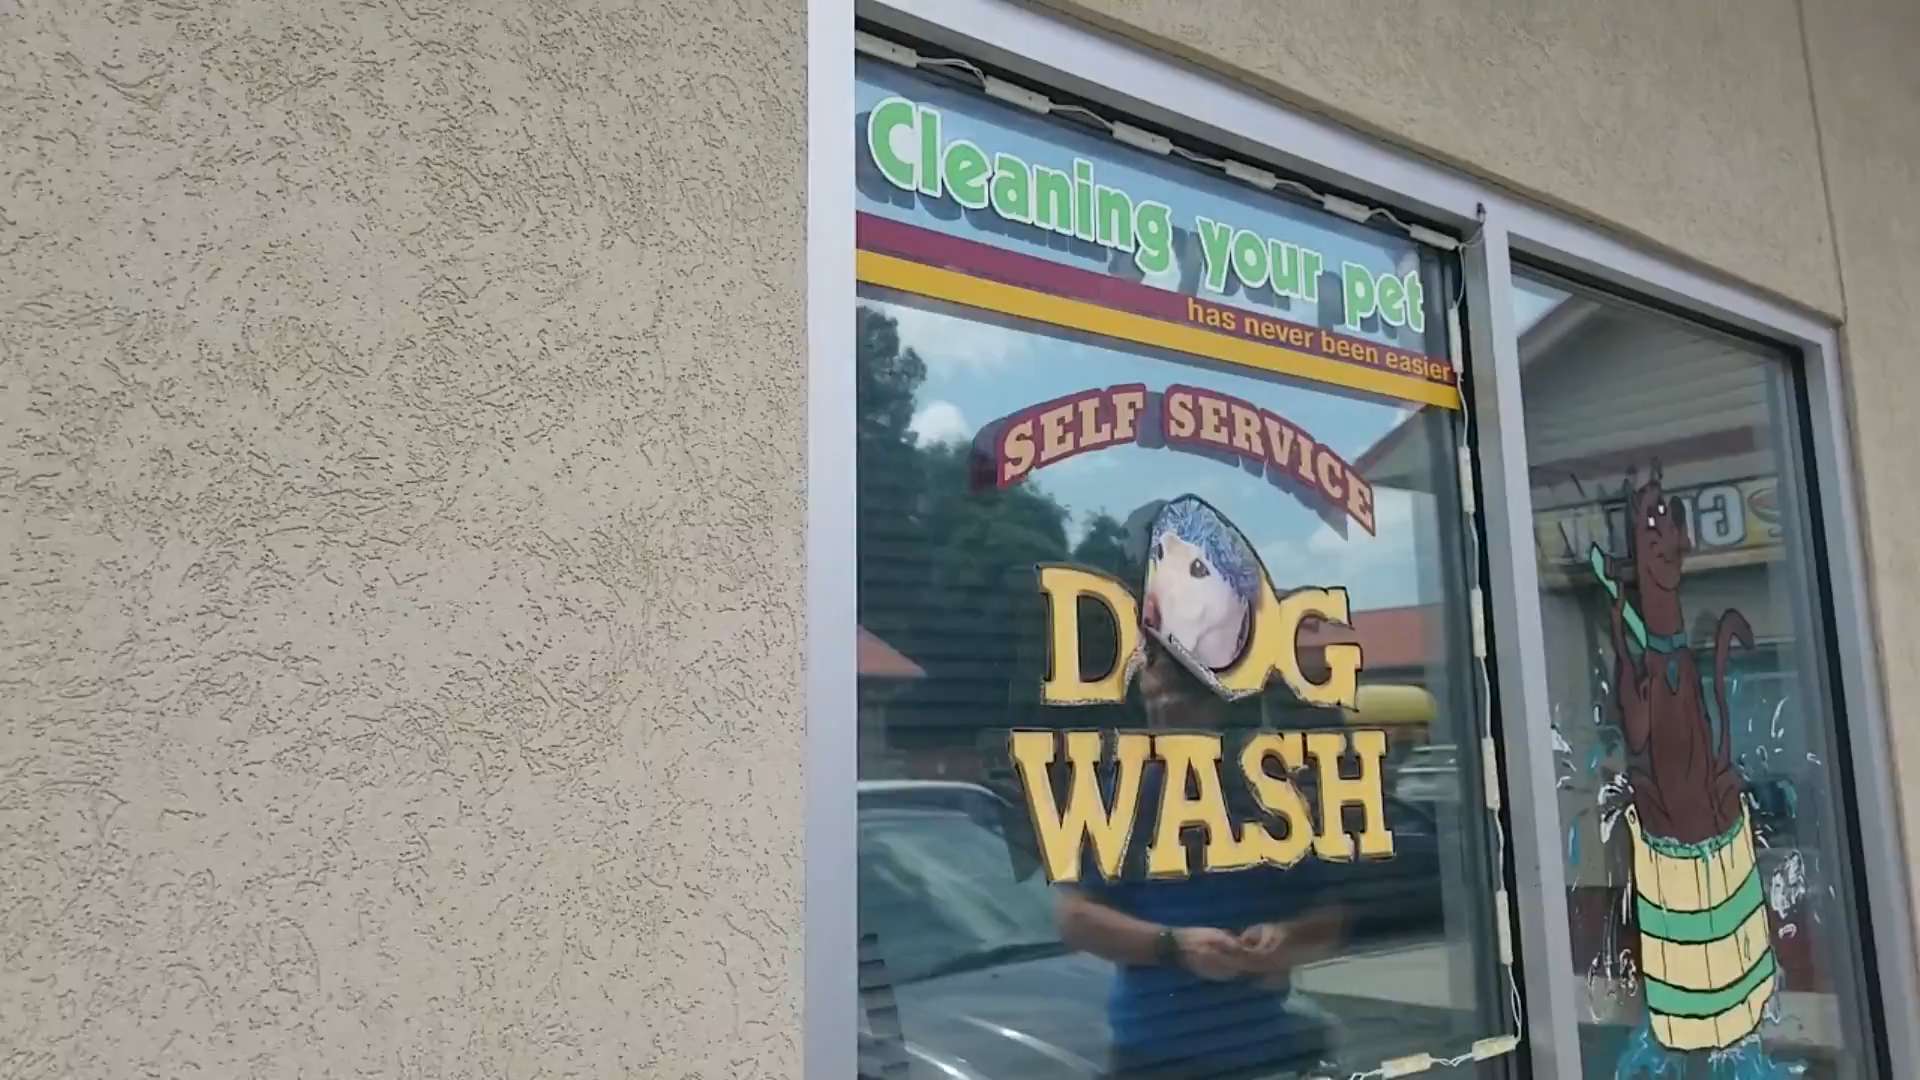 Cleaning your pet
has never been easier
SELF SERVICE
DOG
WASH